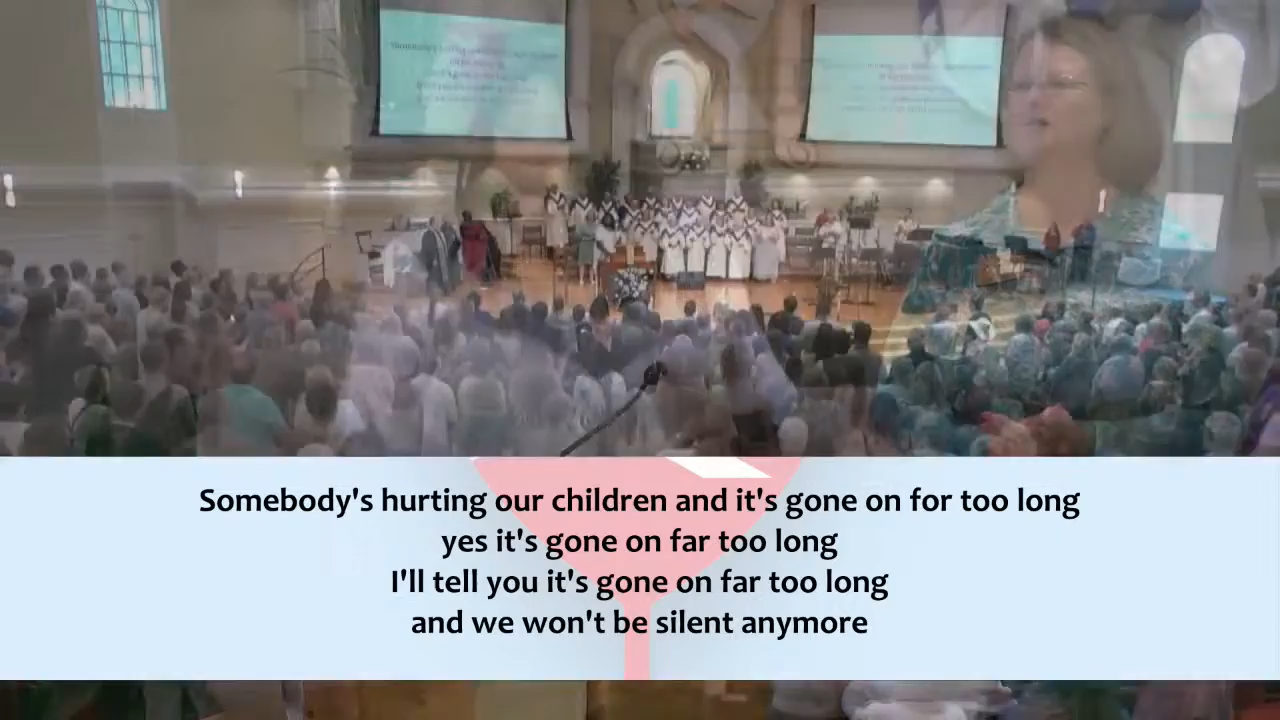 Somebody's hurting our children and it's gone on for too long
yes it's gone on far too long
I'll tell you it's gone on far too long
and we won't be silent anymore